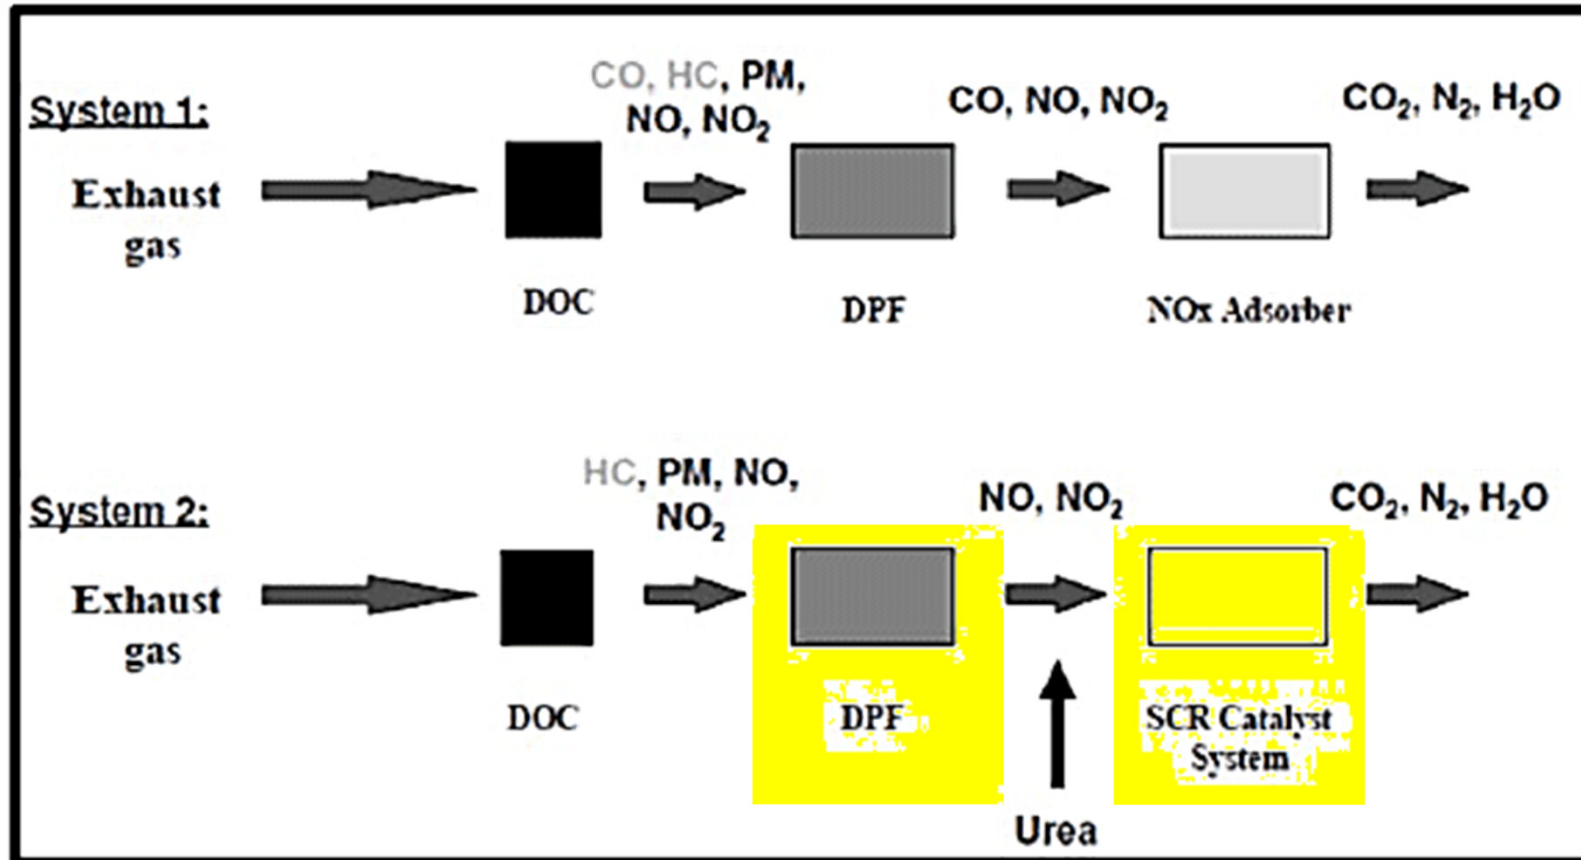 System 1:
Exhaust
gas
CO, HC, PM,
NO, NO₂
CO, NO, NO₂
CO₂, N₂, H₂O
DOC
DPF
NOx Adsorber
System 2:
Exhaust
gas
HC, PM, NO,
NO₂
NO, NO₂
CO₂, N₂, H₂O
DOC
DPF
SCR Catalyst
System
Urea